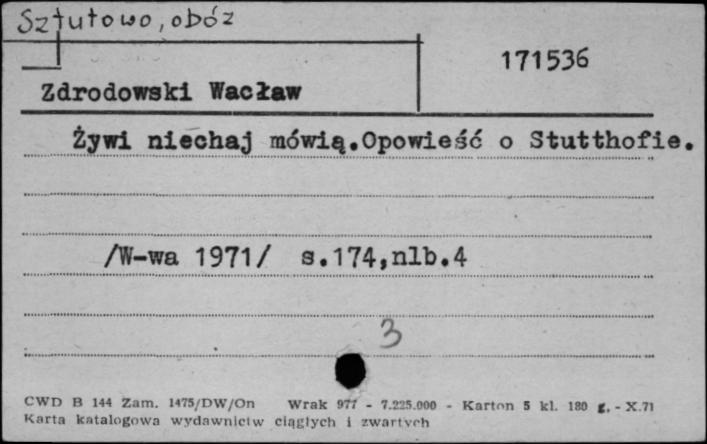 Sztutowo, obóz
171536
Zdrodowski Wacław
Żywi niechaj mówią.Opowieść o Stutthofie.
/W-wa 1971/ s.174,nlb.4
3
CWD B 144 Zam. 1475/DW/On Wrak 977 - 7.225.000 - Karton 5 kl. 180 g. - X.71
Karta katalogowa wydawnictw ciągłych i zwartych